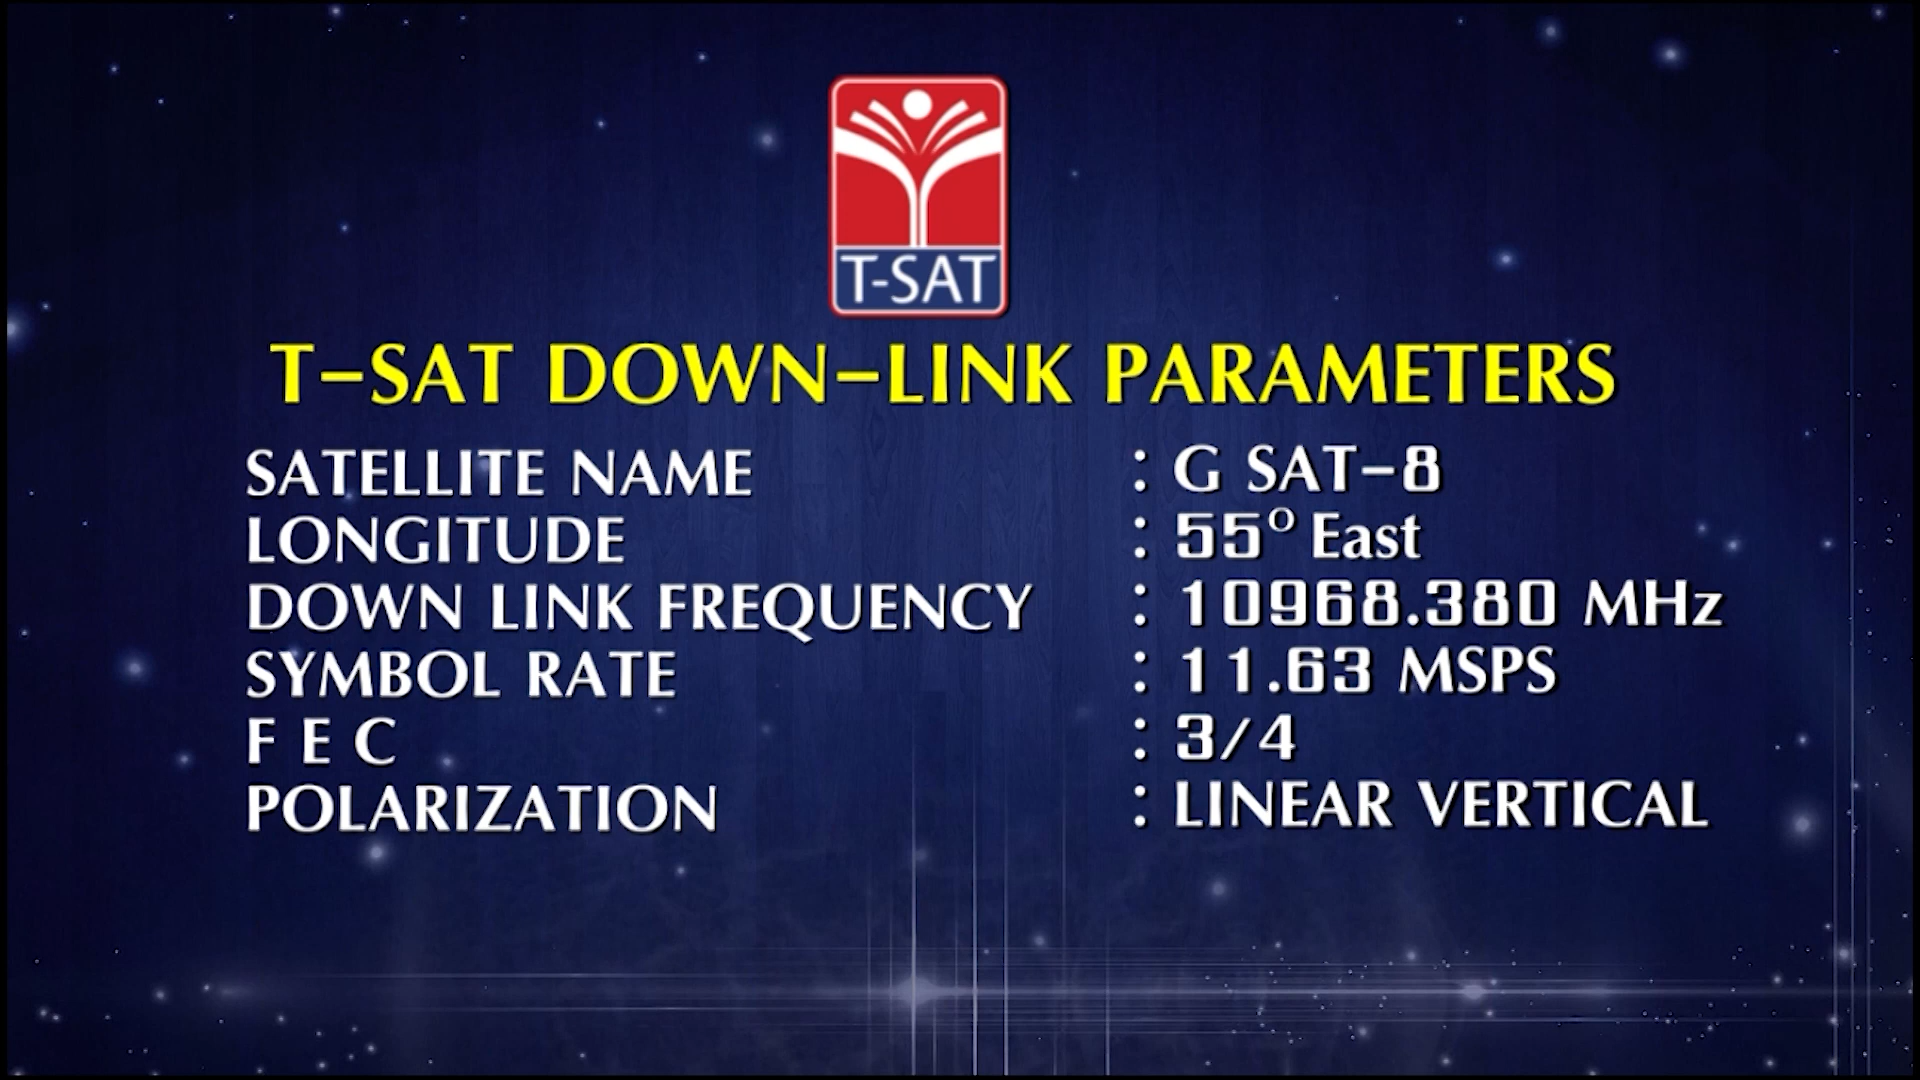 T-SAT
T-SAT DOWN-LINK PARAMETERS
SATELLITE NAME : G SAT-8
LONGITUDE : 55° East
DOWN LINK FREQUENCY : 10968.380 MHz
SYMBOL RATE : 11.63 MSPS
F E C : 3/4
POLARIZATION : LINEAR VERTICAL